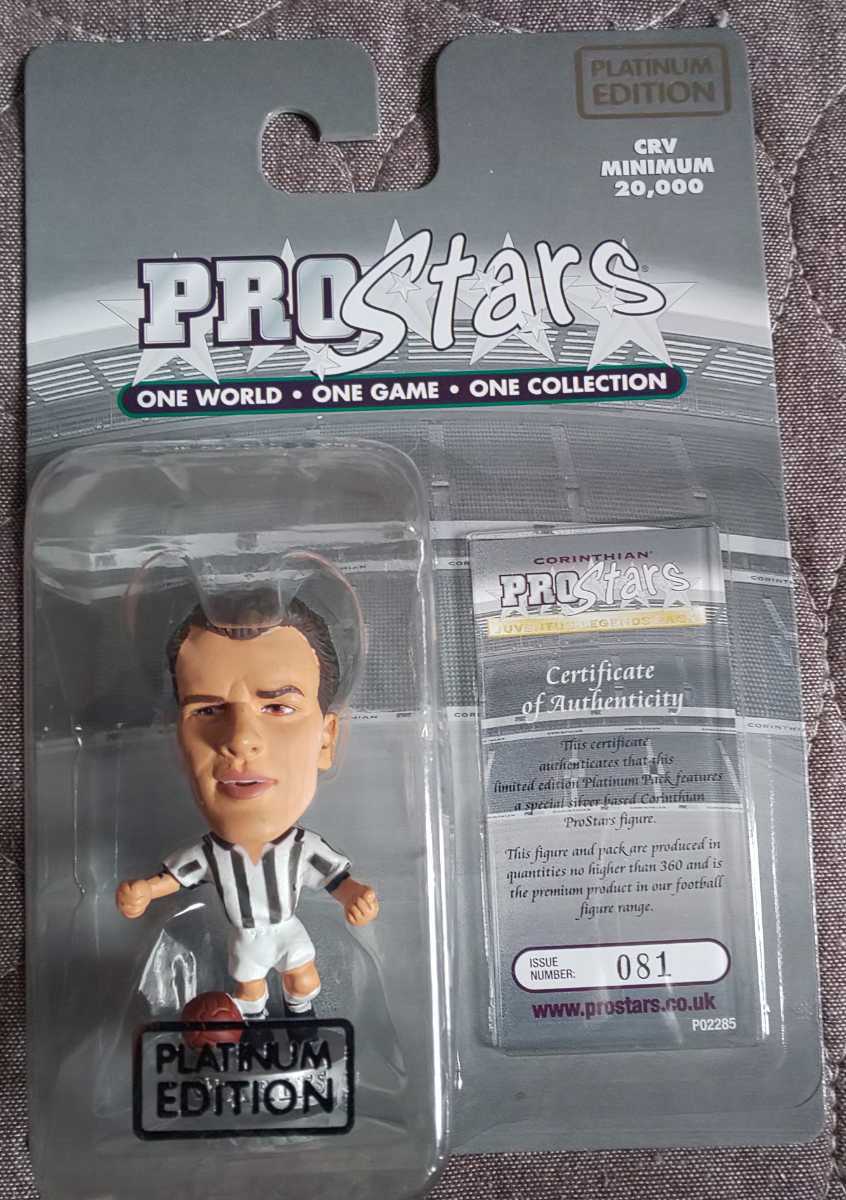 PLATINUM
EDITION
CRV
MINIMUM
20,000
PROStars
ONE WORLD • ONE GAME • ONE COLLECTION
CORINTHIAN
PROStars
JUVENTUS LEGENDS PACK
Certificate
of Authenticity
This certificate
authenticates that this
limited edition Platinum Pack features
a special silver based Corinthian
ProStars figure.
This figure and pack are produced in
quantities no higher than 360 and is
the premium product in our football
figure range.
ISSUE
NUMBER: 081
www.prostars.co.uk
P02285
PLATINUM
EDITION